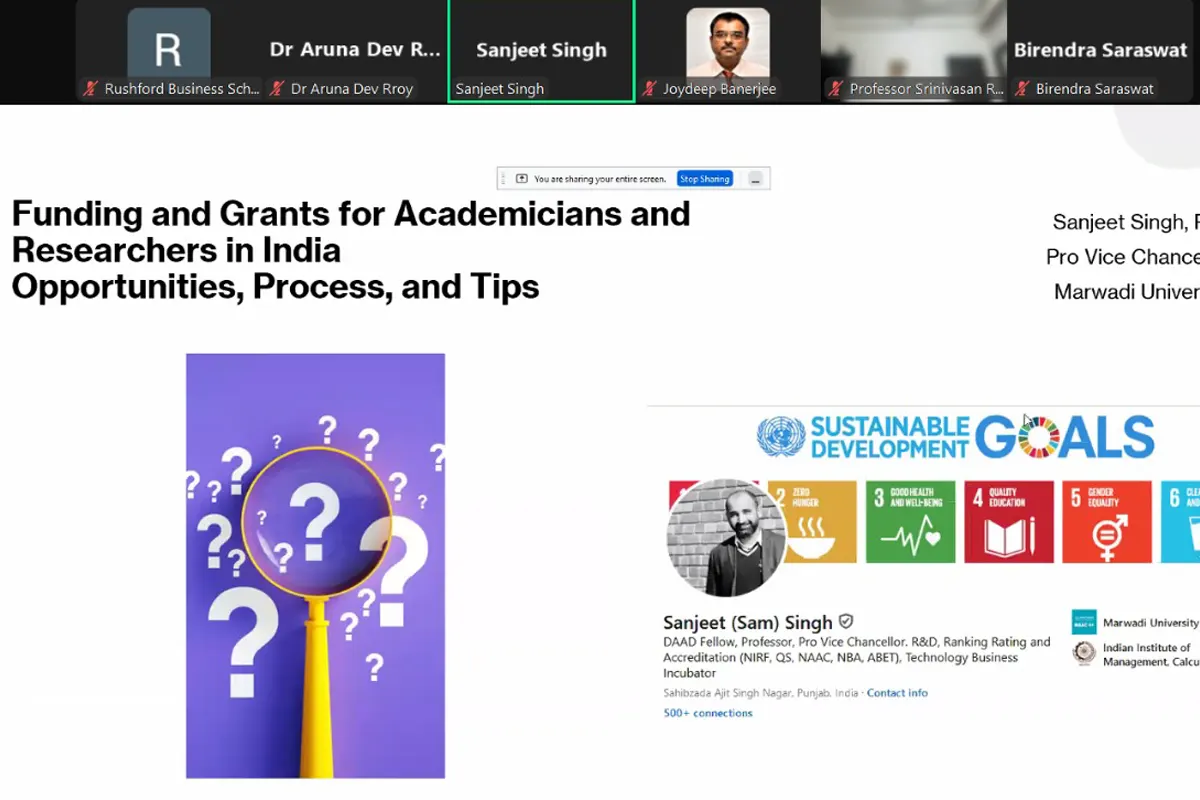 R
Dr Aruna Dev R...
Sanjeet Singh
Birendra Saraswat
Rushford Business Sch...
Dr Aruna Dev Rroy
Sanjeet Singh
Joydeep Banerjee
Professor Srinivasan R...
Birendra Saraswat
You are sharing your entire screen.
Stop Sharing
Funding and Grants for Academicians and
Researchers in India
Opportunities, Process, and Tips
Sanjeet Singh, P
Pro Vice Chance
Marwadi Univer
SUSTAINABLE
DEVELOPMENT
GOALS
2 ZERO
HUNGER
3 GOOD HEALTH
AND WELL-BEING
4 QUALITY
EDUCATION
5 GENDER
EQUALITY
6 CLE
AND
Sanjeet (Sam) Singh
DAAD Fellow, Professor, Pro Vice Chancellor. R&D, Ranking Rating and
Accreditation (NIRF, QS, NAAC, NBA, ABET), Technology Business
Incubator
Sahibzada Ajit Singh Nagar, Punjab, India · Contact info
500+ connections
Marwadi University
Indian Institute of
Management, Calcu